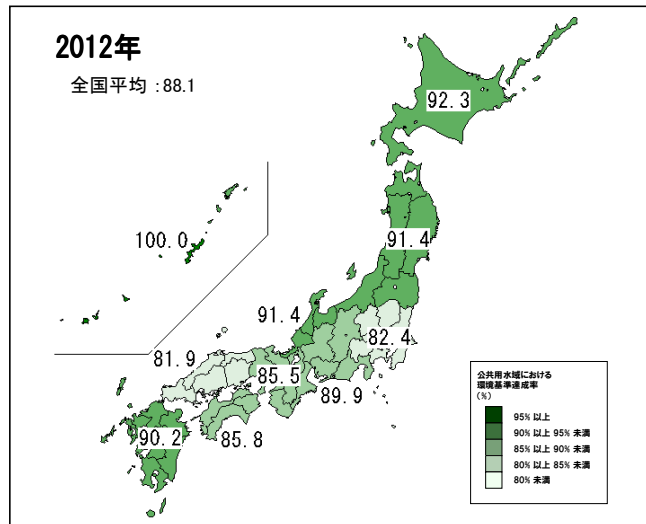 2012年
全国平均 :88.1
92.3
100.0
91.4
91.4
82.4
81.9
85.5
89.9
90.2
85.8
公共用水域における
環境基準達成率
(%)
95% 以上
90% 以上 95% 未満
85% 以上 90% 未満
80% 以上 85% 未満
80% 未満